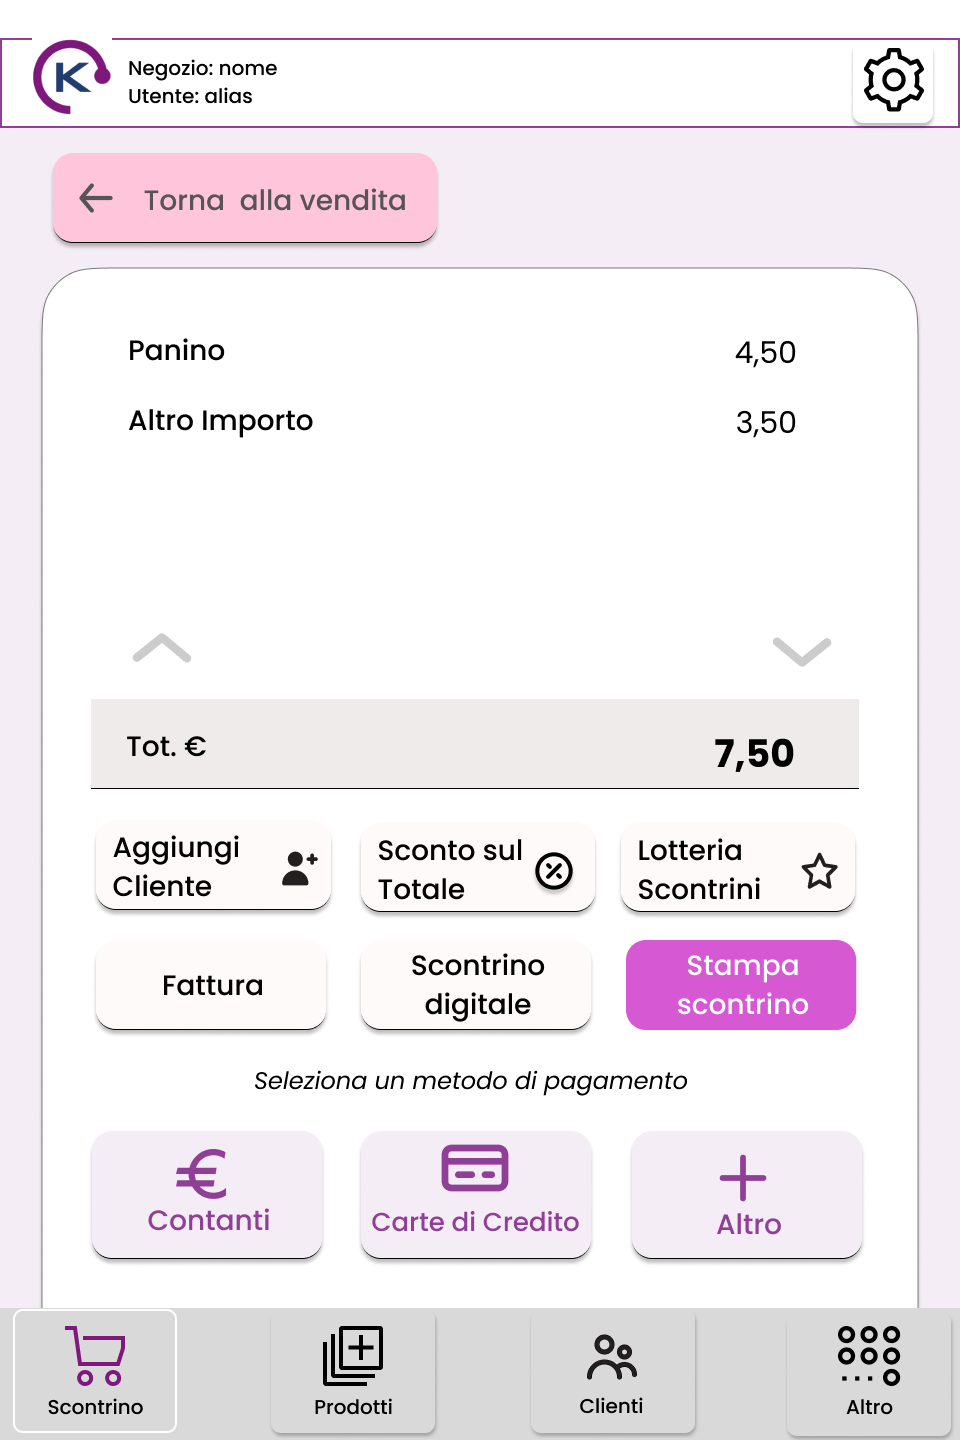 K
Negozio: nome
Utente: alias
Torna  alla vendita
Panino 4,50
Altro Importo 3,50
Tot. € 7,50
Aggiungi
Cliente
Sconto sul
Totale
Lotteria
Scontrini
Fattura
Scontrino
digitale
Stampa
scontrino
Seleziona un metodo di pagamento
€
Contanti
Carte di Credito
Altro
Scontrino
Prodotti
Clienti
Altro